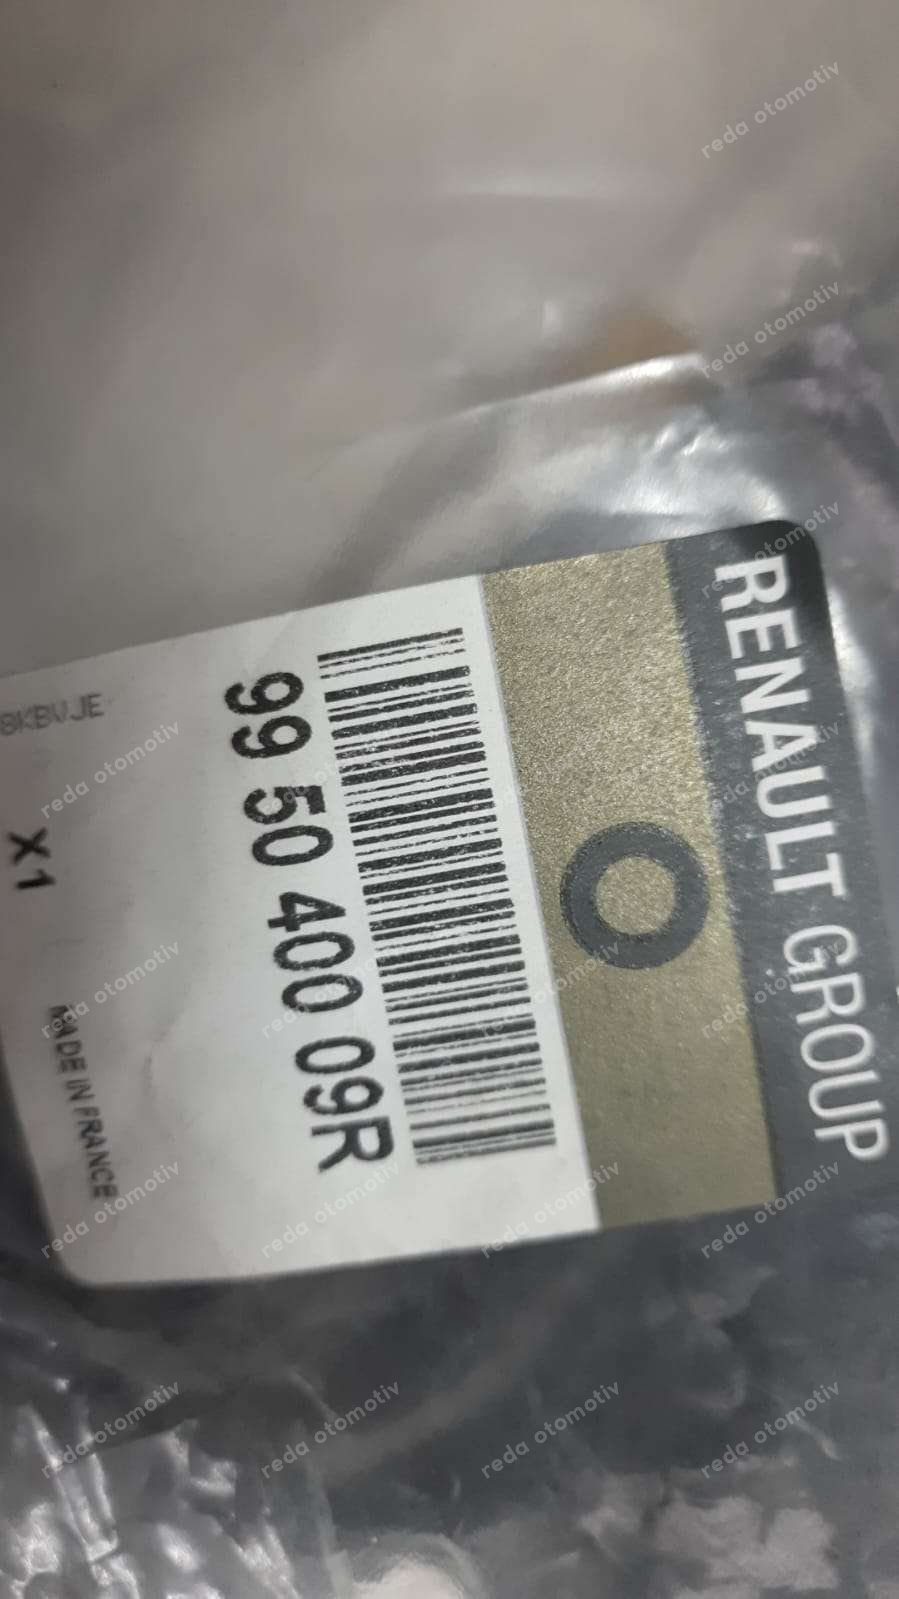 RENAULT GROUP
99 50 400 09R
X1
MADE IN FRANCE
reda otomotiv